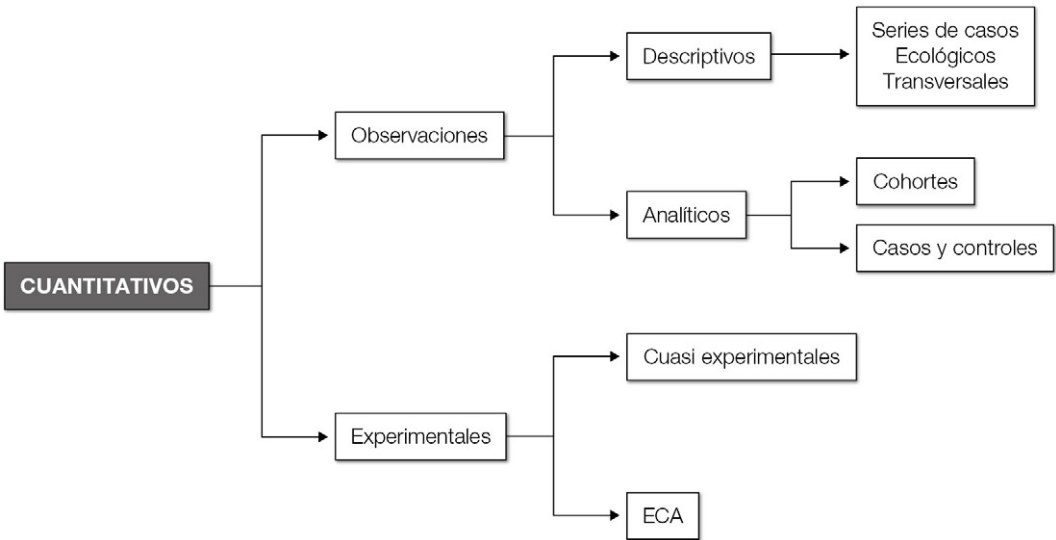 CUANTITATIVOS
Observaciones
Descriptivos
Series de casos
Ecológicos
Transversales
Analíticos
Cohortes
Casos y controles
Experimentales
Cuasi experimentales
ECA